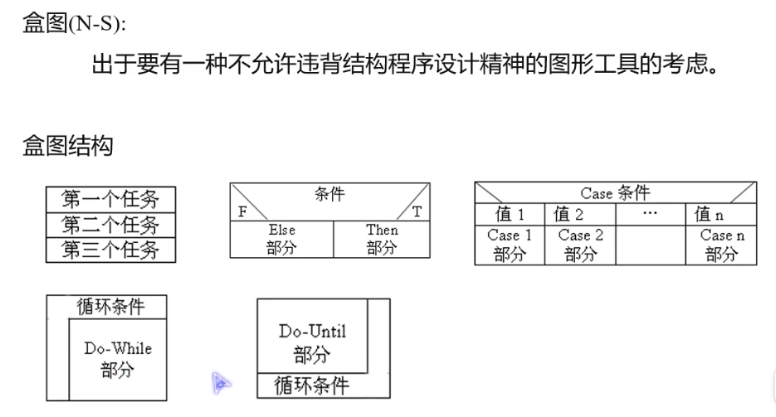 盒图(N-S):
出于要有一种不允许违背结构程序设计精神的图形工具的考虑。
盒图结构
第一个任务
第二个任务
第三个任务
条件
F T
Else Then
部分 部分
Case 条件
值 1 值 2 … 值 n
Case 1 Case 2 Case n
部分 部分 部分
循环条件
Do-While
部分
Do-Until
部分
循环条件